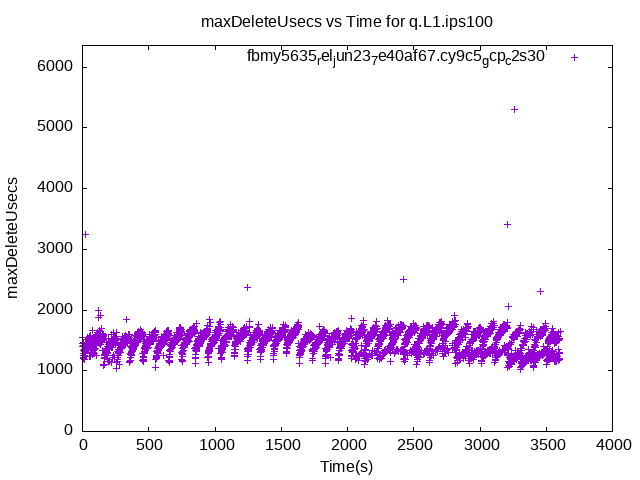 maxDeleteUsecs vs Time for q.L1.ips100
fbmy5635reljun237e40af67.cy9c5gcpc2s30
6000
5000
4000
3000
2000
1000
0
maxDeleteUsecs
0 500 1000 1500 2000 2500 3000 3500 4000
Time(s)